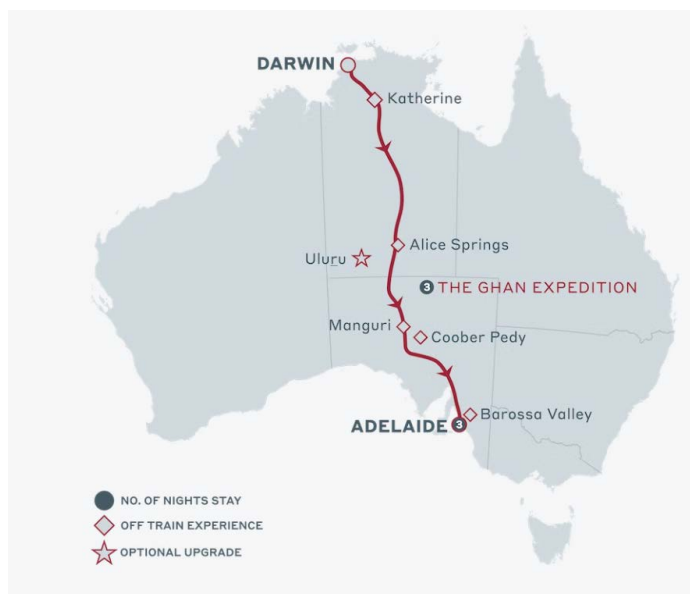 DARWIN
Katherine
Alice Springs
Uluru
3 THE GHAN EXPEDITION
Manguri
Coober Pedy
Barossa Valley
ADELAIDE 3
NO. OF NIGHTS STAY
OFF TRAIN EXPERIENCE
OPTIONAL UPGRADE